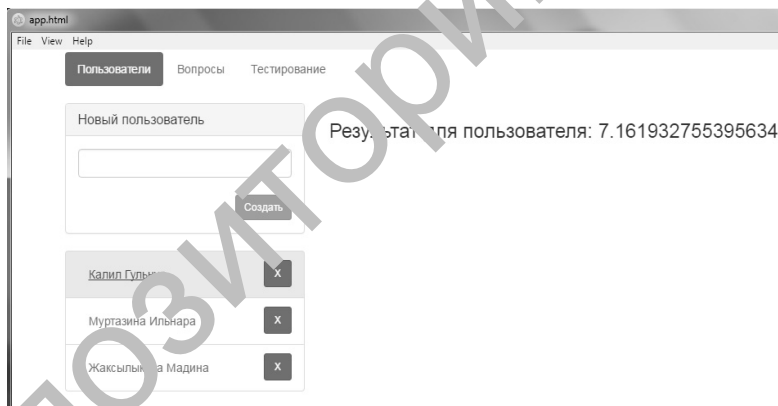 app.html
File View Help
Пользователи Вопросы Тестирование
Новый пользователь
Результат для пользователя: 7.161932755395634
Создать
Калил
X
Муртазина Ильнара
X
Мадина
X